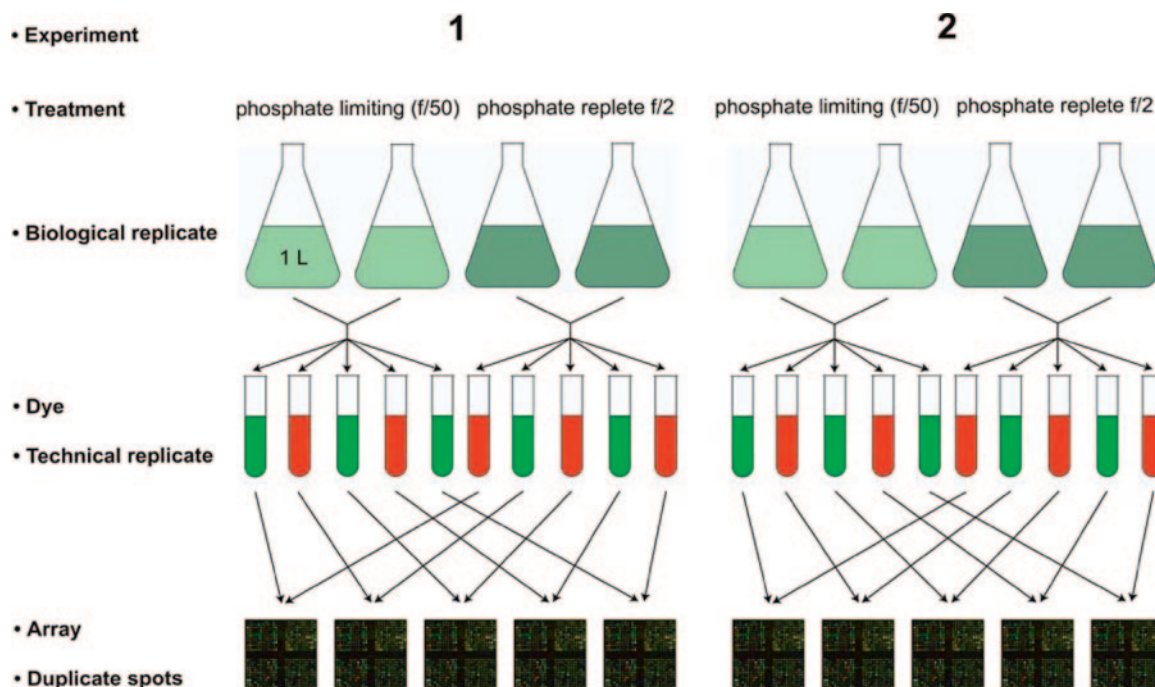 • Experiment 1 2
• Treatment phosphate limiting (f/50) phosphate replete f/2 phosphate limiting (f/50) phosphate replete f/2
• Biological replicate 1 L
• Dye
• Technical replicate
• Array
• Duplicate spots